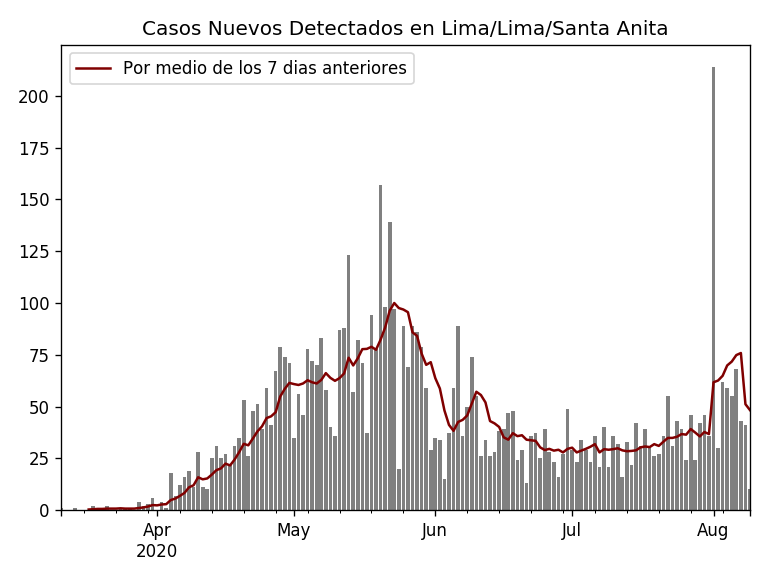 Casos Nuevos Detectados en Lima/Lima/Santa Anita
Por medio de los 7 dias anteriores
200
175
150
125
100
75
50
25
0
Apr
2020
May
Jun
Jul
Aug